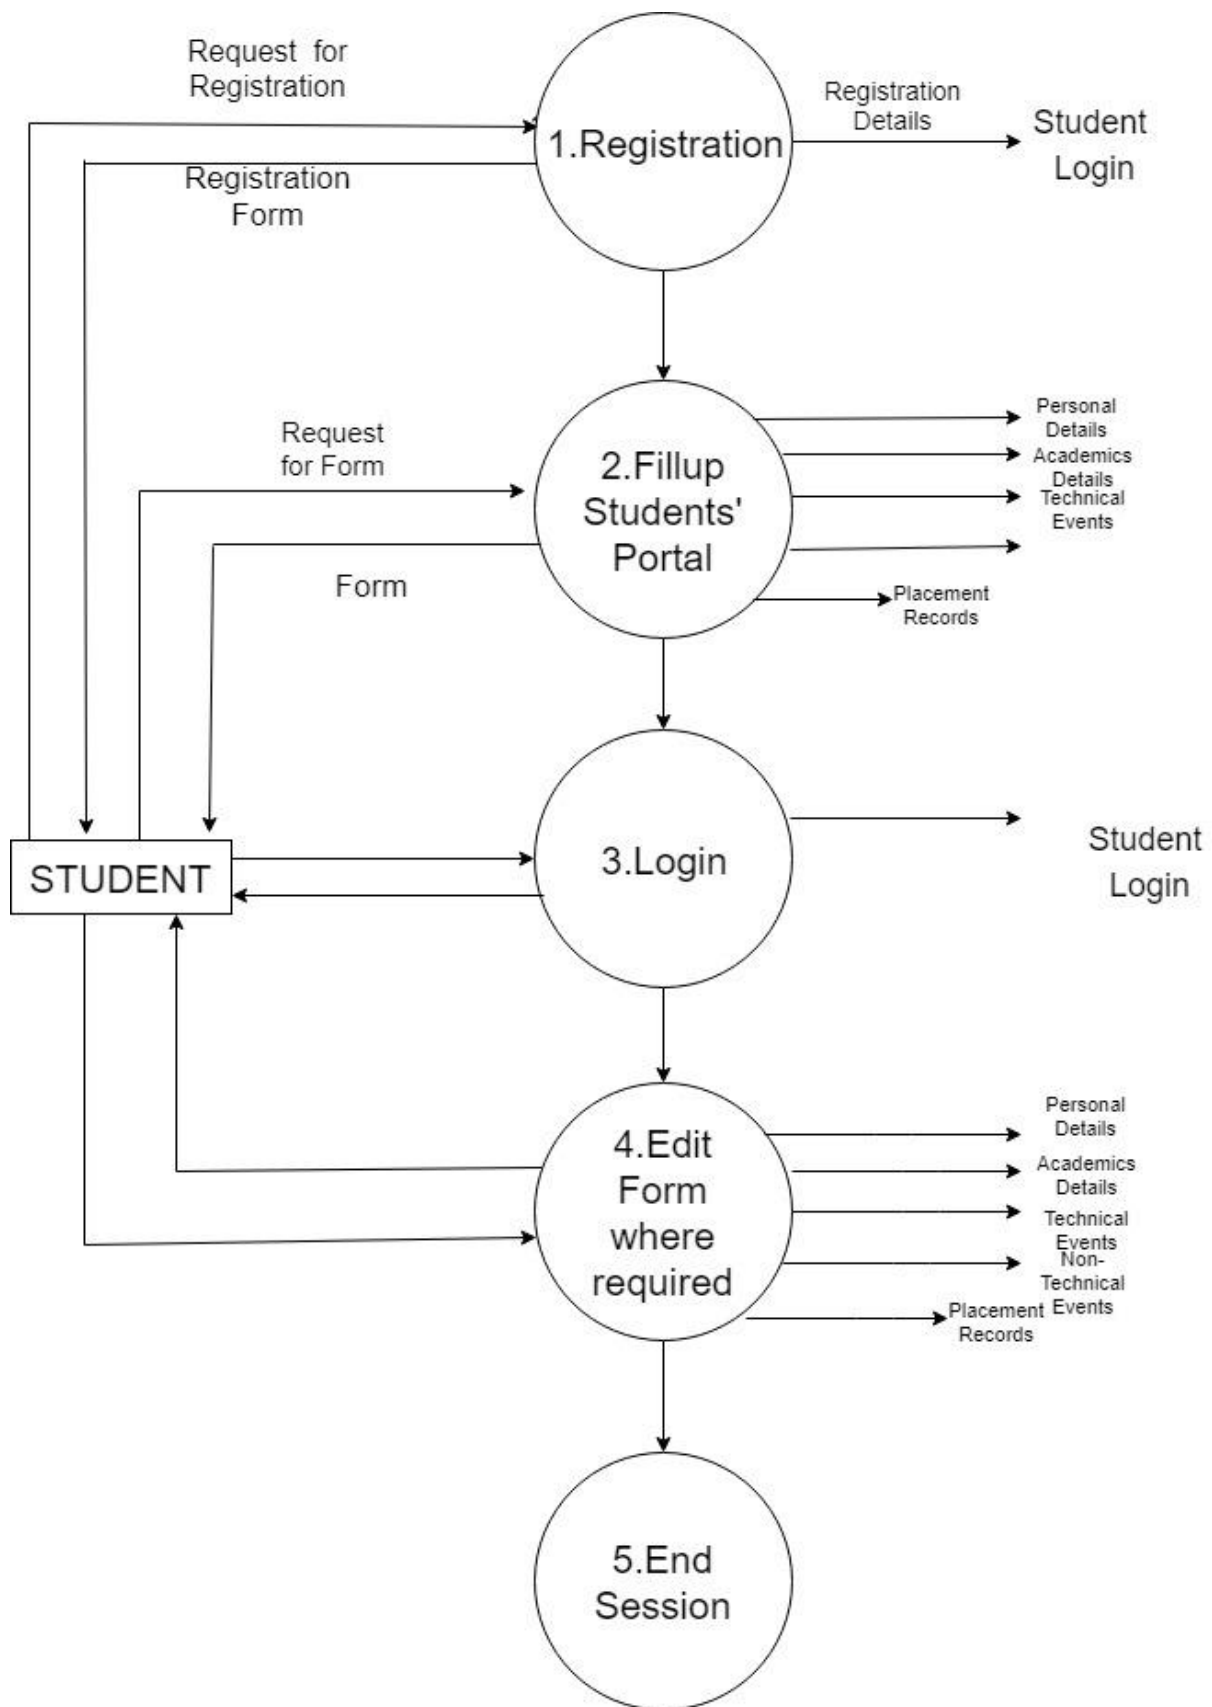 Request for
Registration
1.Registration
Registration
Details
Student
Login
Registration
Form
Request
for Form
2.Fillup
Students'
Portal
Personal
Details
Academics
Details
Technical
Events
Form
Placement
Records
STUDENT
3.Login
Student
Login
4.Edit
Form
where
required
Personal
Details
Academics
Details
Technical
Events
Non-
Technical
Events
Placement
Records
5.End
Session